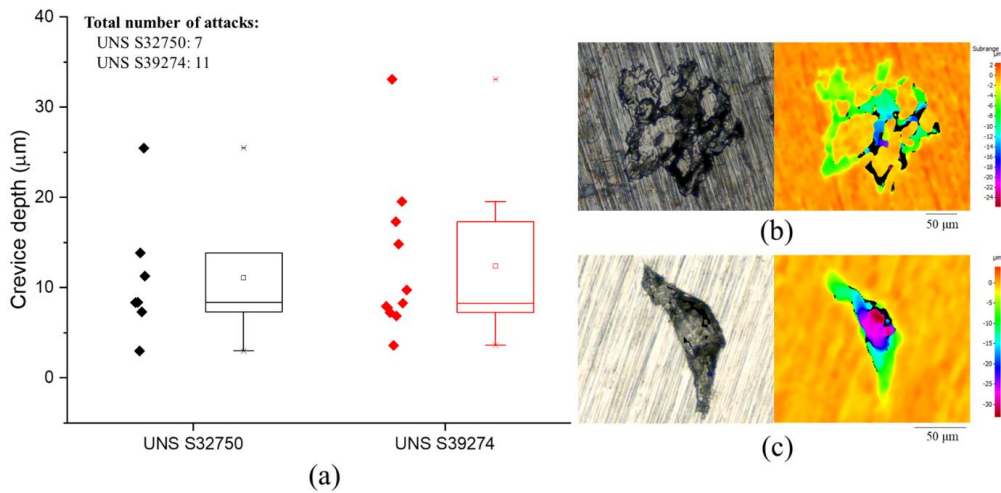 (a)
Total number of attacks:
UNS S32750: 7
UNS S39274: 11
Crevice depth (μm)
40
30
20
10
0
UNS S32750
UNS S39274
Subrange
μm
2
0
-2
-4
-6
-8
-10
-12
-14
-16
-18
-20
-22
-24
50 μm
(b)
μm
0
-5
-10
-15
-20
-25
-30
50 μm
(c)